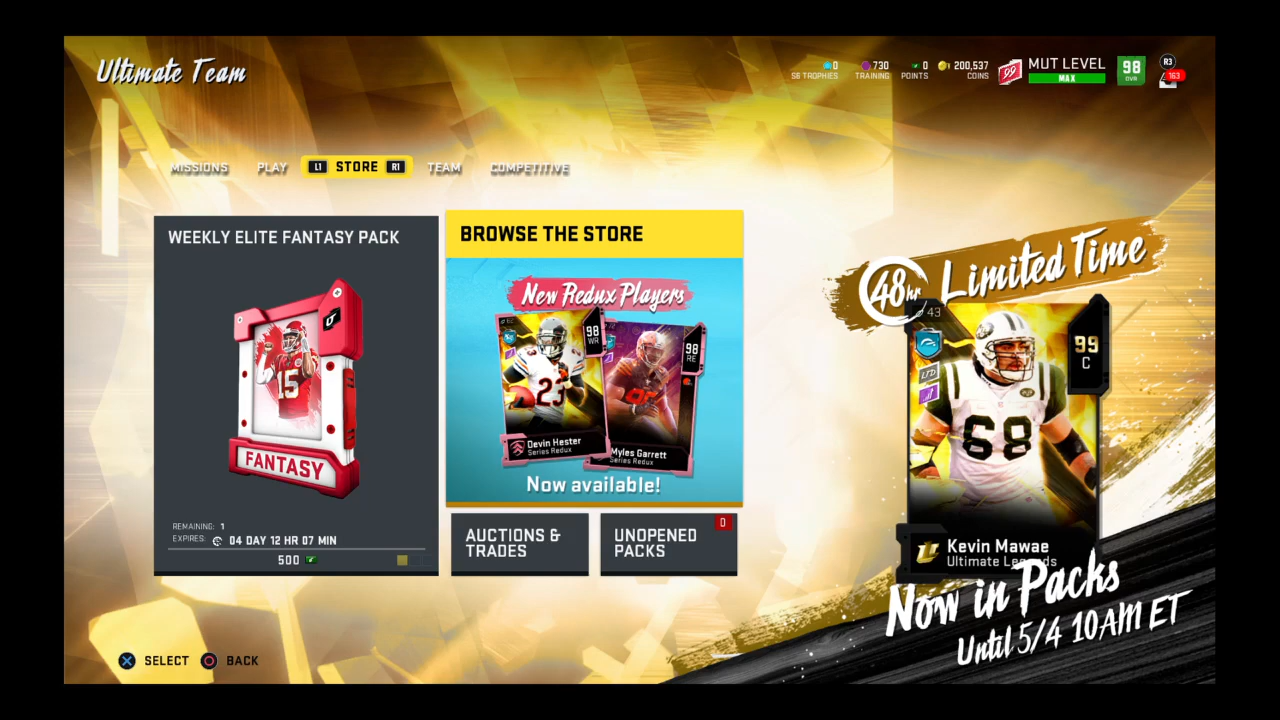 Ultimate Team
0
S6 TROPHIES
730
TRAINING
0
POINTS
200,537
COINS
99
MUT LEVEL
MAX
98
OVR
R3
163
MISSIONS
PLAY
L1
STORE
R1
TEAM
COMPETITIVE
WEEKLY ELITE FANTASY PACK
15
FANTASY
REMAINING: 1
EXPIRES: 04 DAY 12 HR 07 MIN
500
BROWSE THE STORE
New Redux Players
98
WR
23
Devin Hester
Series Redux
98
RE
Myles Garrett
Series Redux
Now available!
AUCTIONS &
TRADES
UNOPENED
PACKS
0
48hr Limited Time
43
99
C
LTD
68
Kevin Mawae
Ultimate Legends
Now in Packs
Until 5/4 10AM ET
SELECT
BACK